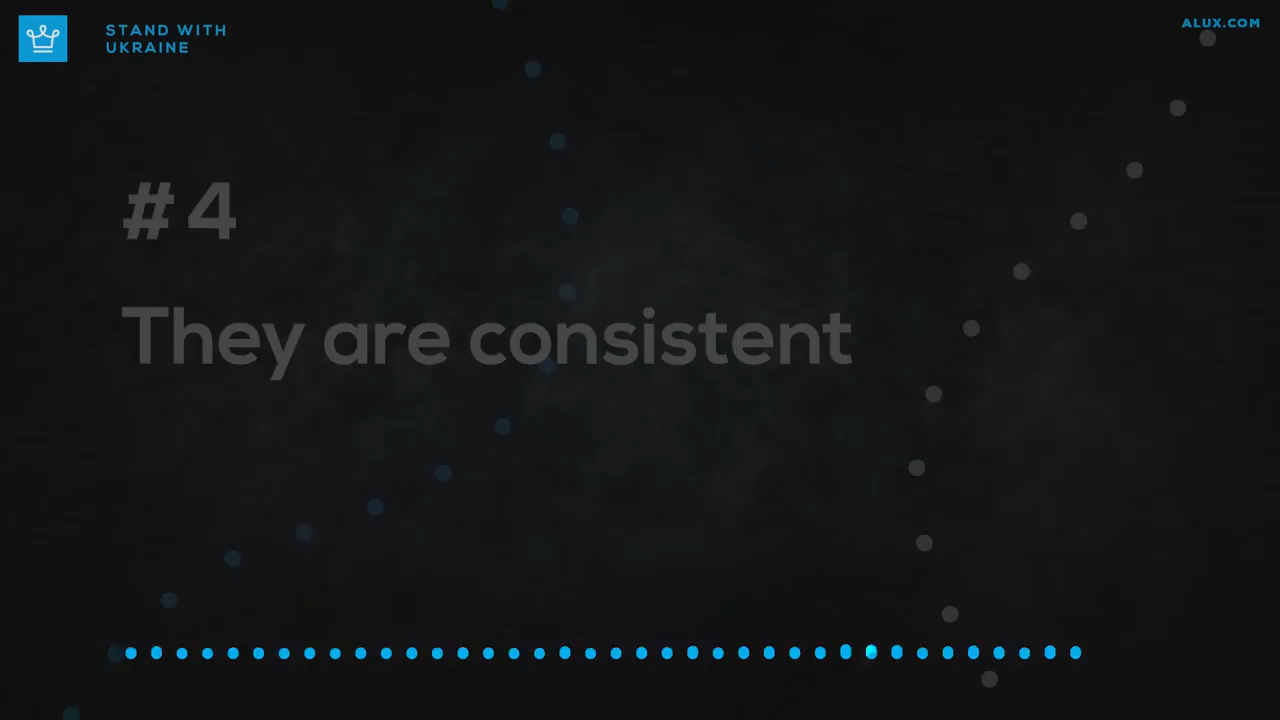 STAND WITH
UKRAINE
ALUX.COM
#4
They are consistent